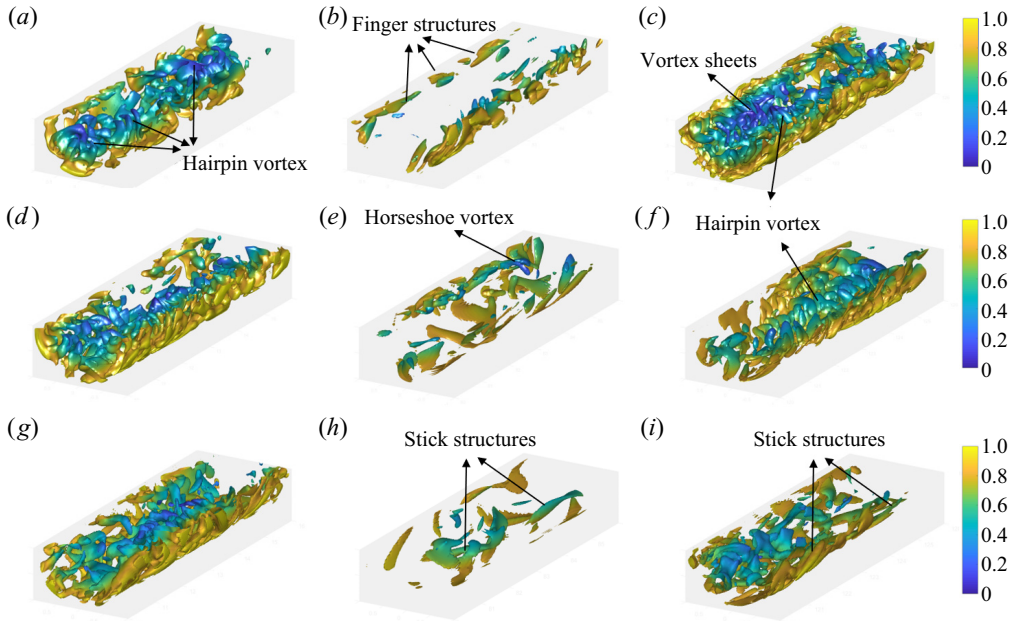 (a)
(b)
Finger structures
(c)
Vortex sheets
Hairpin vortex
1.0
0.8
0.6
0.4
0.2
0
(d)
(e)
Horseshoe vortex
(f)
Hairpin vortex
1.0
0.8
0.6
0.4
0.2
0
(g)
(h)
Stick structures
(i)
Stick structures
1.0
0.8
0.6
0.4
0.2
0